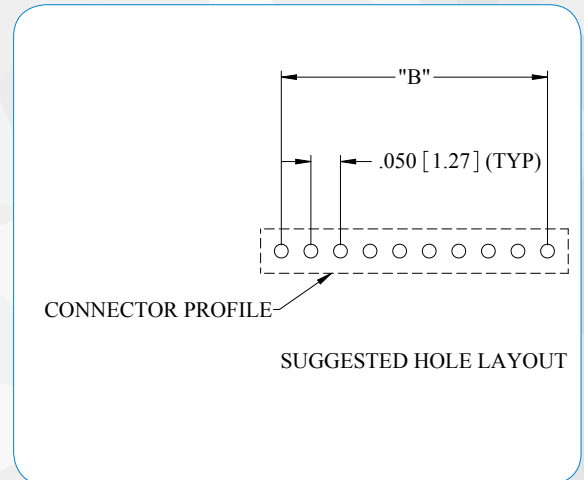 "B"
.050 [1.27] (TYP)
CONNECTOR PROFILE
SUGGESTED HOLE LAYOUT